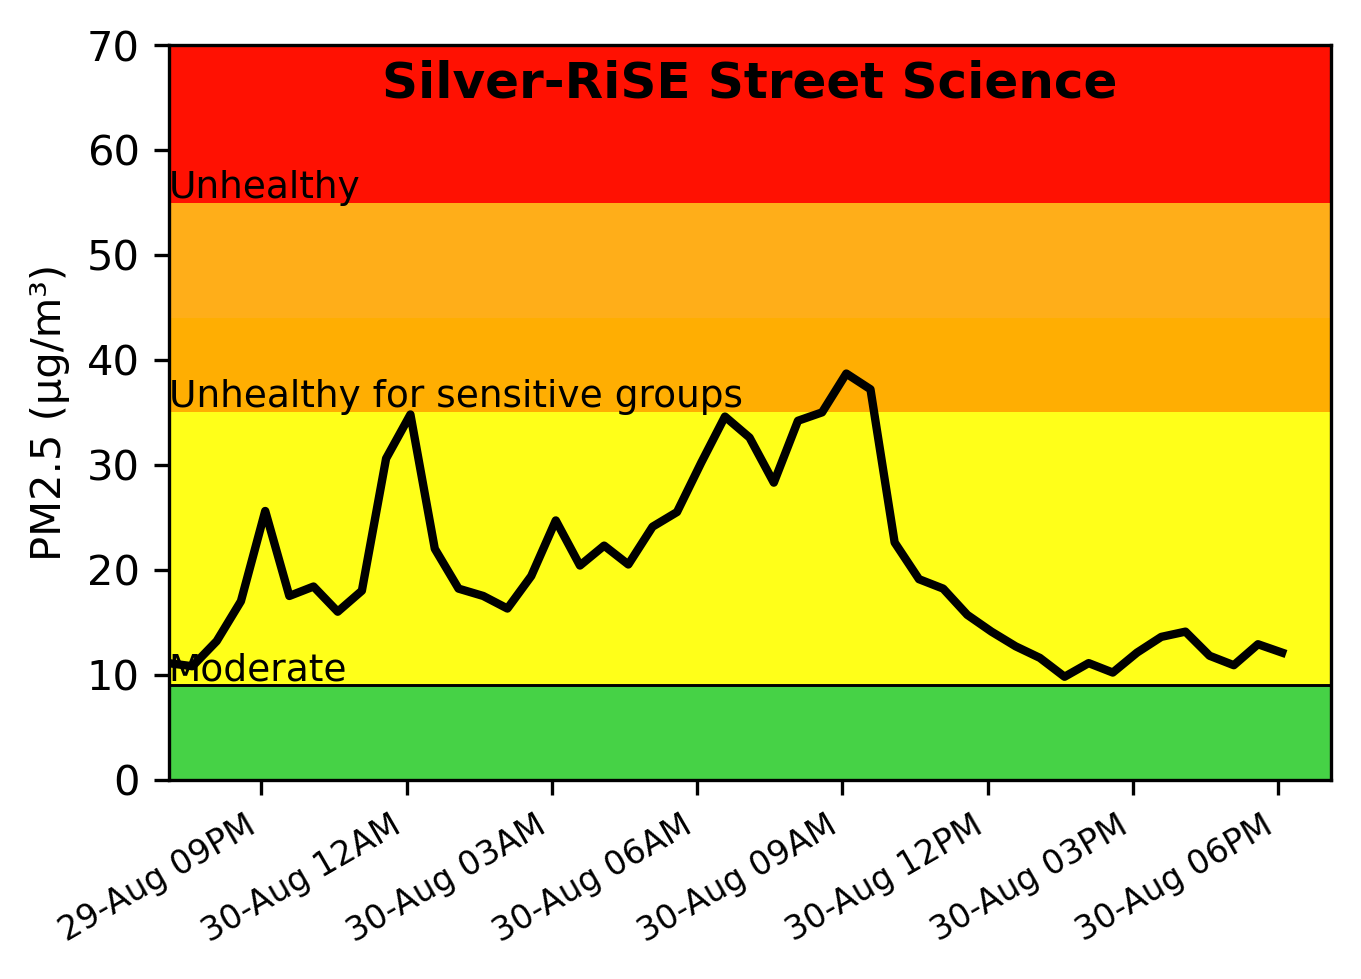 Silver-RiSE Street Science
PM2.5 (µg/m³)
70
60
50
40
30
20
10
0
Unhealthy
Unhealthy for sensitive groups
Moderate
29-Aug 09PM
30-Aug 12AM
30-Aug 03AM
30-Aug 06AM
30-Aug 09AM
30-Aug 12PM
30-Aug 03PM
30-Aug 06PM